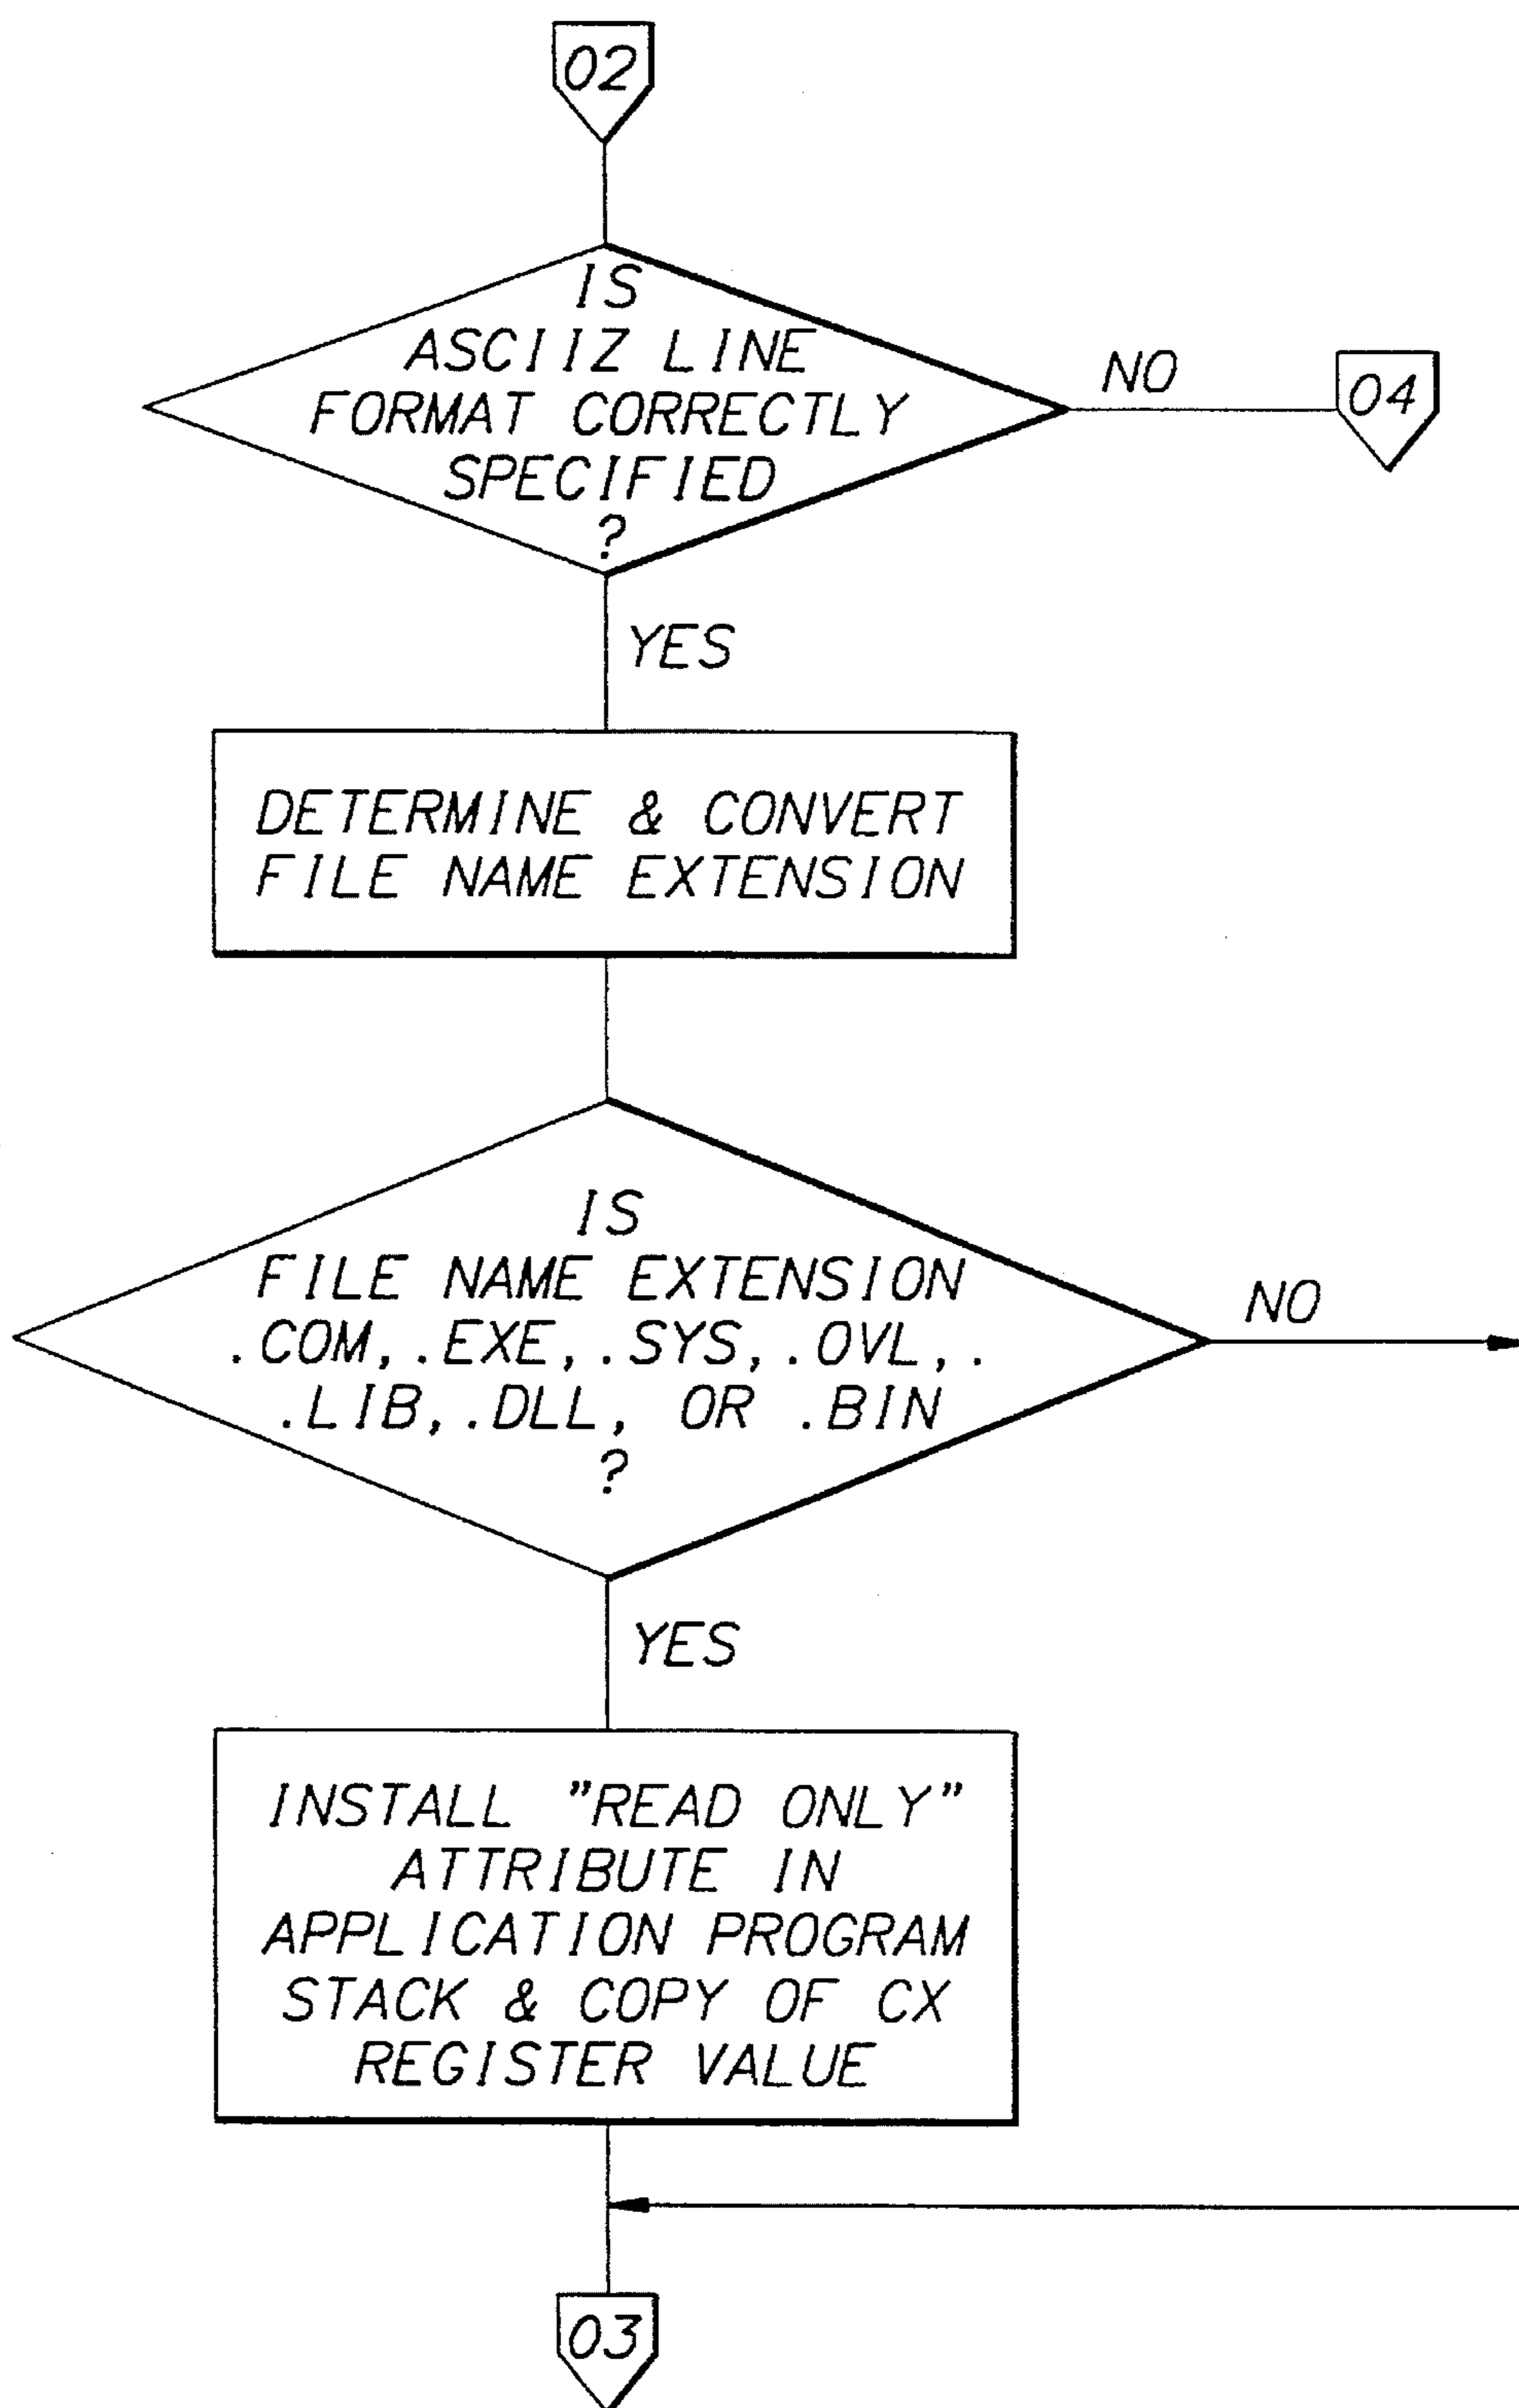 02
IS
ASCIIZ LINE
FORMAT CORRECTLY
SPECIFIED
?
NO
04
YES
DETERMINE & CONVERT
FILE NAME EXTENSION
IS
FILE NAME EXTENSION
.COM,.EXE,.SYS,.OVL,.
.LIB,.DLL, OR .BIN
?
NO
YES
INSTALL "READ ONLY"
ATTRIBUTE IN
APPLICATION PROGRAM
STACK & COPY OF CX
REGISTER VALUE
03